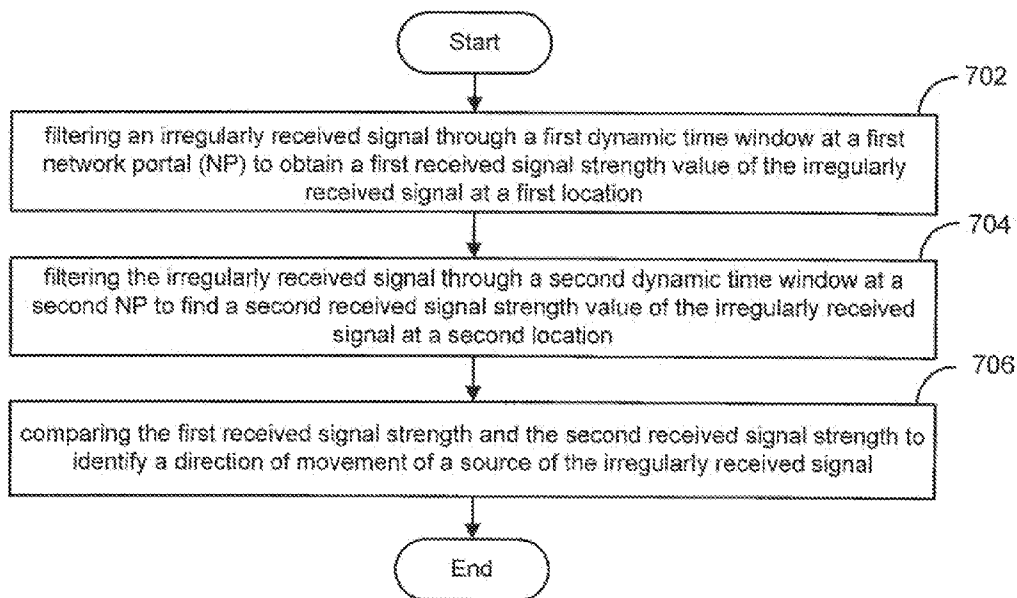 Start
702
filtering an irregularly received signal through a first dynamic time window at a first
network portal (NP) to obtain a first received signal strength value of the irregularly
received signal at a first location
704
filtering the irregularly received signal through a second dynamic time window at a
second NP to find a second received signal strength value of the irregularly received
signal at a second location
706
comparing the first received signal strength and the second received signal strength to
identify a direction of movement of a source of the irregularly received signal
End